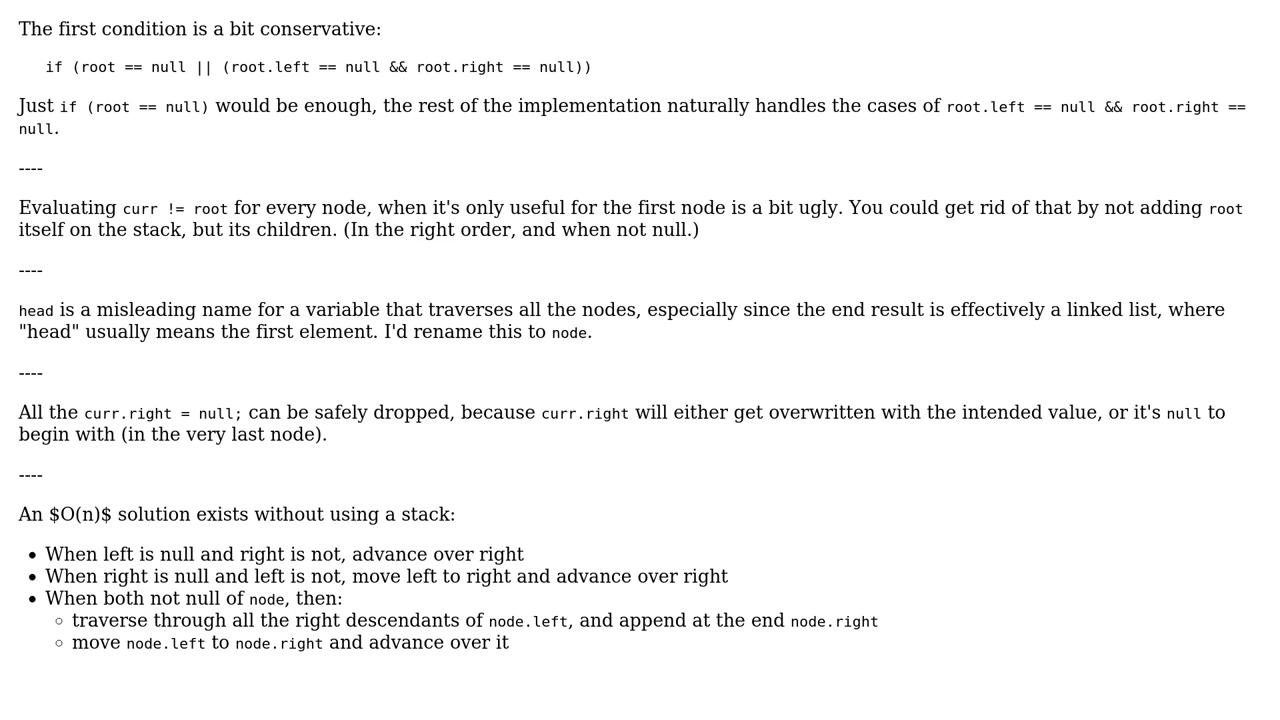 The first condition is a bit conservative:
if (root == null || (root.left == null && root.right == null))
Just if (root == null) would be enough, the rest of the implementation naturally handles the cases of root.left == null && root.right ==
null.
----
Evaluating curr != root for every node, when it's only useful for the first node is a bit ugly. You could get rid of that by not adding root
itself on the stack, but its children. (In the right order, and when not null.)
----
head is a misleading name for a variable that traverses all the nodes, especially since the end result is effectively a linked list, where
"head" usually means the first element. I'd rename this to node.
----
All the curr.right = null; can be safely dropped, because curr.right will either get overwritten with the intended value, or it's null to
begin with (in the very last node).
----
An $O(n)$ solution exists without using a stack:
• When left is null and right is not, advance over right
• When right is null and left is not, move left to right and advance over right
• When both not null of node, then:
◦ traverse through all the right descendants of node.left, and append at the end node.right
◦ move node.left to node.right and advance over it